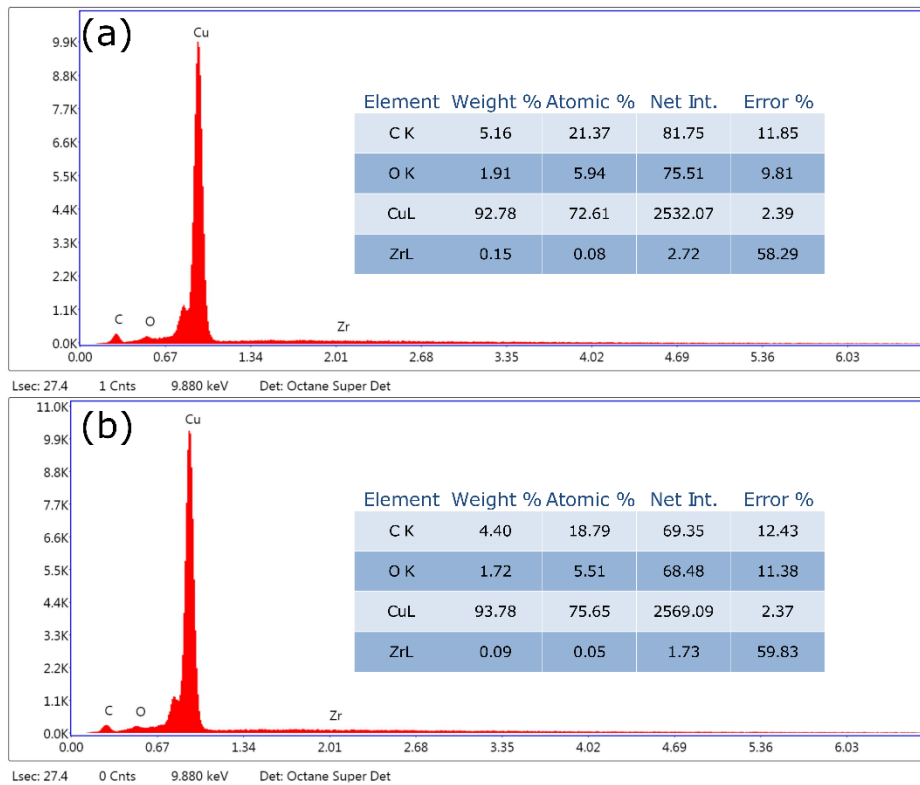 (a)
9.9K
8.8K
7.7K
6.6K
5.5K
4.4K
3.3K
2.2K
1.1K
0.0K
Cu
C O Zr
0.00 0.67 1.34 2.01 2.68 3.35 4.02 4.69 5.36 6.03
Element Weight % Atomic % Net Int. Error %
C K 5.16 21.37 81.75 11.85
O K 1.91 5.94 75.51 9.81
CuL 92.78 72.61 2532.07 2.39
ZrL 0.15 0.08 2.72 58.29
Lsec: 27.4 1 Cnts 9.880 keV Det: Octane Super Det
(b)
11.0K
9.9K
8.8K
7.7K
6.6K
5.5K
4.4K
3.3K
2.2K
1.1K
0.0K
Cu
C O Zr
0.00 0.67 1.34 2.01 2.68 3.35 4.02 4.69 5.36 6.03
Element Weight % Atomic % Net Int. Error %
C K 4.40 18.79 69.35 12.43
O K 1.72 5.51 68.48 11.38
CuL 93.78 75.65 2569.09 2.37
ZrL 0.09 0.05 1.73 59.83
Lsec: 27.4 0 Cnts 9.880 keV Det: Octane Super Det